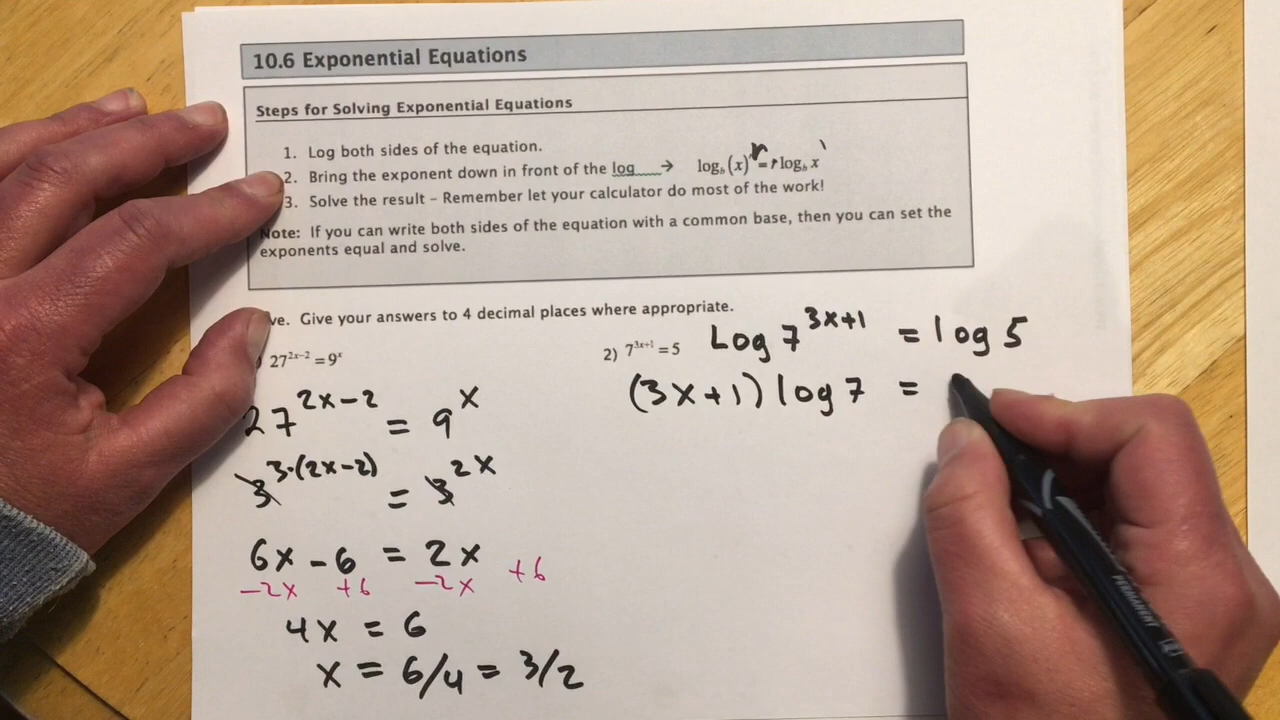 10.6 Exponential Equations
Steps for Solving Exponential Equations
1. Log both sides of the equation.
2. Bring the exponent down in front of the log → log_b(x)^r = r log_b x
3. Solve the result – Remember let your calculator do most of the work!
Note: If you can write both sides of the equation with a common base, then you can set the
exponents equal and solve.
ve. Give your answers to 4 decimal places where appropriate.
27^{2x-2} = 9^x
27^{2x-2} = 9^x
3^{3·(2x-2)} = 3^{2x}
6x - 6 = 2x
-2x +6 -2x +6
4x = 6
x = 6/4 = 3/2
2) 7^{3x+1} = 5
Log 7^{3x+1} = log 5
(3x+1) log 7 =
PERMANENT